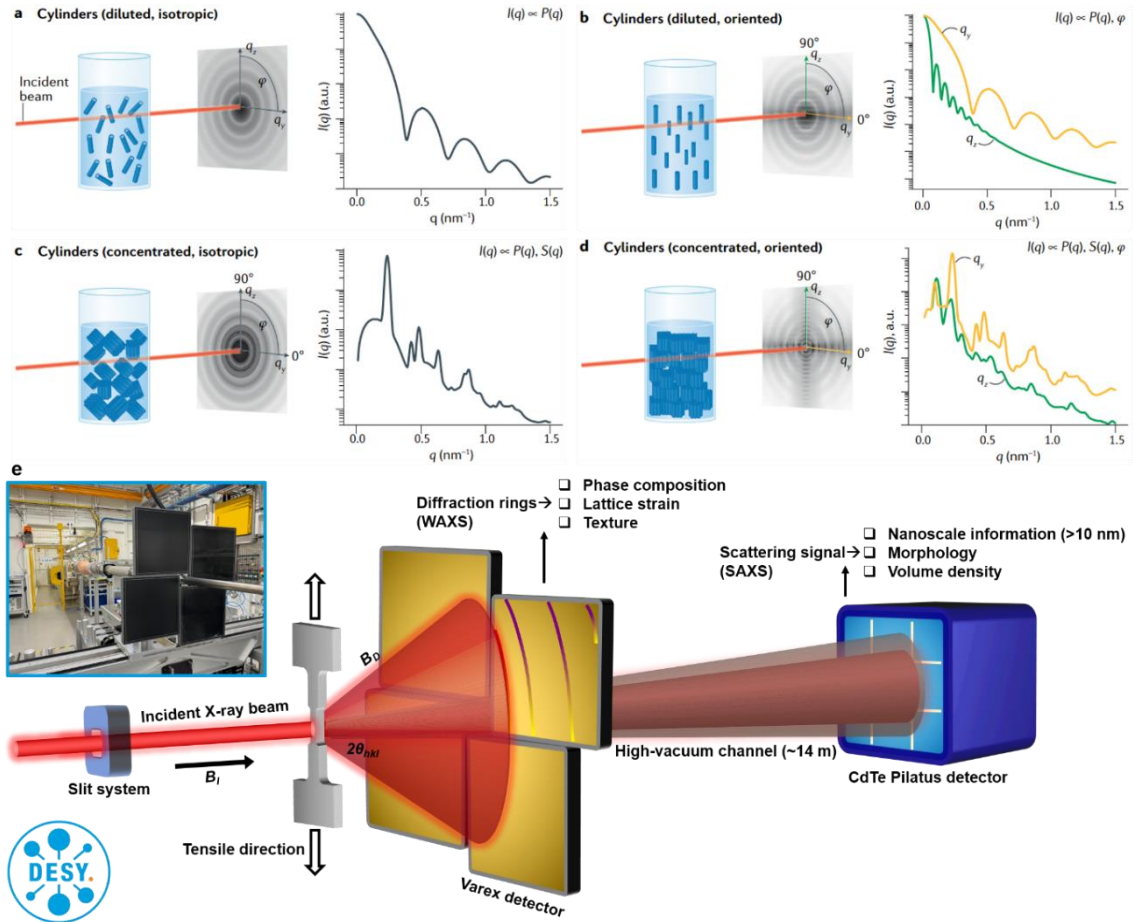 a Cylinders (diluted, isotropic)
I(q) ∝ P(q)
Incident
beam
q_z
φ
q_y
I(q) (a.u.)
0.0 0.5 1.0 1.5
q (nm⁻¹)
b Cylinders (diluted, oriented)
I(q) ∝ P(q), φ
90°
q_z
φ
0°
q_y
I(q) (a.u.)
q_y
q_z
0.0 0.5 1.0 1.5
q (nm⁻¹)
c Cylinders (concentrated, isotropic)
I(q) ∝ P(q), S(q)
90°
q_z
φ
0°
q_y
I(q) (a.u.)
0.0 0.5 1.0 1.5
q (nm⁻¹)
d Cylinders (concentrated, oriented)
I(q) ∝ P(q), S(q), φ
90°
q_z
φ
0°
q_y
I(q), a.u.
q_y
q_z
0.0 0.5 1.0 1.5
q (nm⁻¹)
e
Diffraction rings→
(WAXS)
❑ Phase composition
❑ Lattice strain
❑ Texture
Scattering signal→
(SAXS)
❑ Nanoscale information (>10 nm)
❑ Morphology
❑ Volume density
Incident X-ray beam
B_I
Slit system
B_D
2θ_hkl
Tensile direction
Varex detector
High-vacuum channel (~14 m)
CdTe Pilatus detector
DESY.